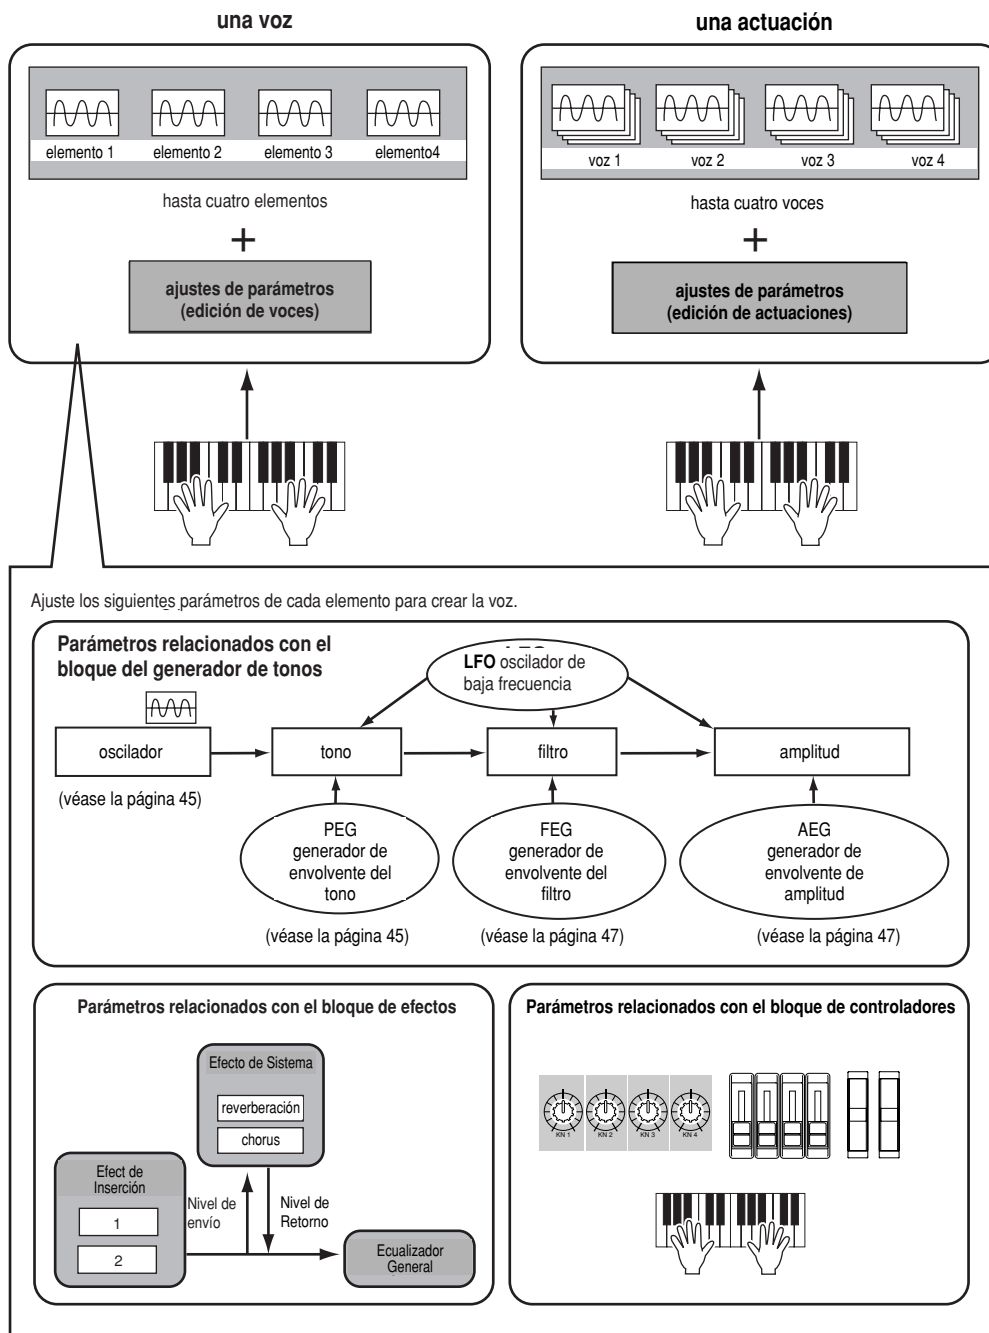 una voz
una actuación
elemento 1
elemento 2
elemento 3
elemento4
voz 1
voz 2
voz 3
voz 4
hasta cuatro elementos
hasta cuatro voces
+
+
ajustes de parámetros
(edición de voces)
ajustes de parámetro
(edición de actuaciones)
Ajuste los siguientes parámetros de cada elemento para crear la voz.
Parámetros relacionados con el
bloque del generador de tonos
LFO oscilador de
baja frecuencia
oscilador
tono
filtro
amplitud
(véase la página 45)
PEG
generador de
envolvente del
tono
FEG
generador de
envolvente del
filtro
AEG
generador de
envolvente de
amplitud
(véase la página 45)
(véase la página 47)
(véase la página 47)
Parámetros relacionados con el bloque de efectos
Efecto de Sistema
reverberación
chorus
Efect de
Inserción
1
2
Nivel de
envío
Nivel de
Retorno
Ecualizador
General
Parámetros relacionados con el bloque de controladores
KN 1
KN 2
KN 3
KN 4